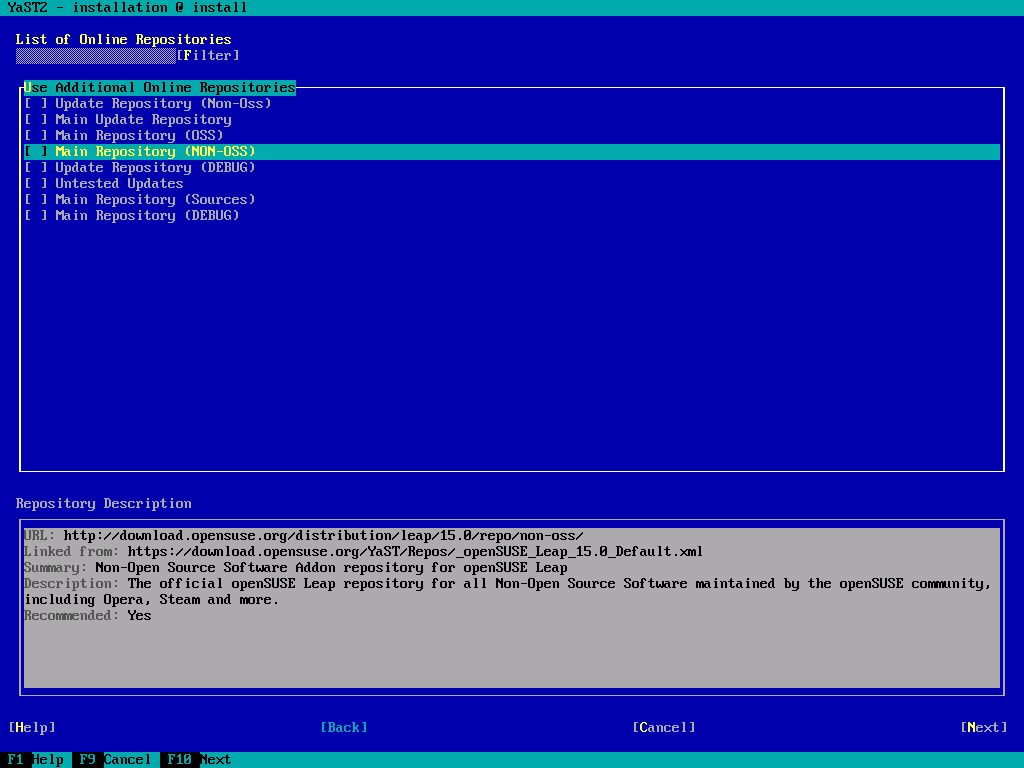 YaST2 - installation @ install
List of Online Repositories
[Filter]
Use Additional Online Repositories
[ ] Update Repository (Non-Oss)
[ ] Main Update Repository
[ ] Main Repository (OSS)
[ ] Main Repository (NON-OSS)
[ ] Update Repository (DEBUG)
[ ] Untested Updates
[ ] Main Repository (Sources)
[ ] Main Repository (DEBUG)
Repository Description
URL: http://download.opensuse.org/distribution/leap/15.0/repo/non-oss/
Linked from: https://download.opensuse.org/YaST/Repos/_openSUSE_Leap_15.0_Default.xml
Summary: Non-Open Source Software Addon repository for openSUSE Leap
Description: The official openSUSE Leap repository for all Non-Open Source Software maintained by the openSUSE community,
including Opera, Steam and more.
Recommended: Yes
[Help] [Back] [Cancel] [Next]
F1 Help F9 Cancel F10 Next